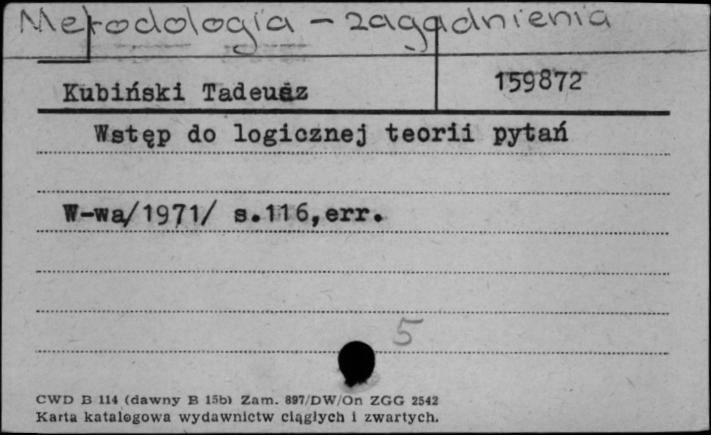 Metodologia - zagadnienia
Kubiński Tadeusz
159872
Wstęp do logicznej teorii pytań
W-wa/1971/ s.116,err.
5
CWD B 114 (dawny B 15b) Zam. 897/DW/On ZGG 2542
Karta katalogowa wydawnictw ciągłych i zwartych.